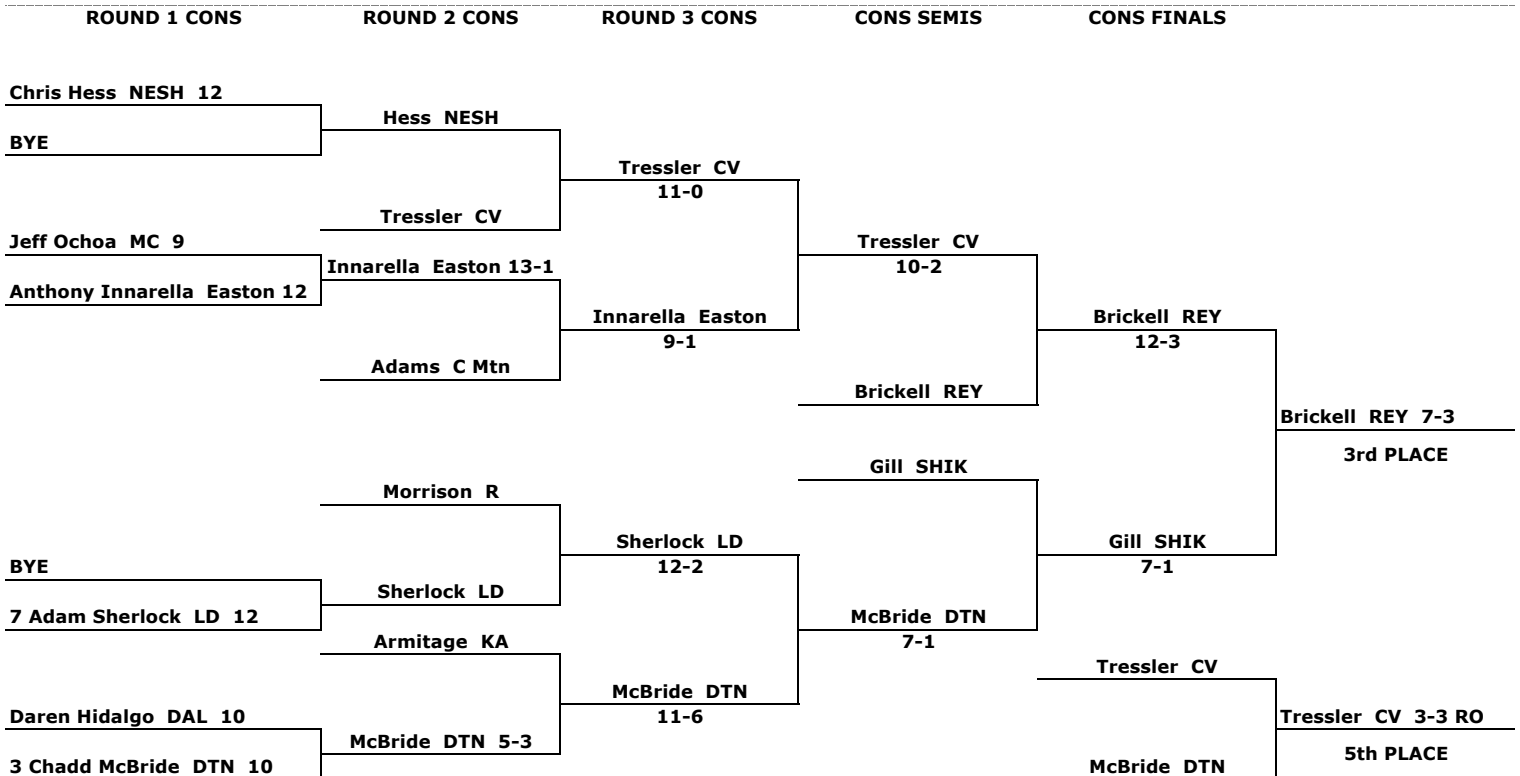 ROUND 1 CONS ROUND 2 CONS ROUND 3 CONS CONS SEMIS CONS FINALS
Chris Hess NESH 12
Hess NESH
BYE
Tressler CV
11-0
Tressler CV
Jeff Ochoa MC 9 Tressler CV
Innarella Easton 13-1 10-2
Anthony Innarella Easton 12
Innarella Easton Brickell REY
9-1 12-3
Adams C Mtn
Brickell REY
Brickell REY 7-3
3rd PLACE
Gill SHIK
Morrison R
Sherlock LD Gill SHIK
12-2 7-1
BYE
Sherlock LD
7 Adam Sherlock LD 12 McBride DTN
7-1
Armitage KA
Tressler CV
McBride DTN
11-6
Daren Hidalgo DAL 10 Tressler CV 3-3 RO
McBride DTN 5-3
5th PLACE
3 Chadd McBride DTN 10 McBride DTN